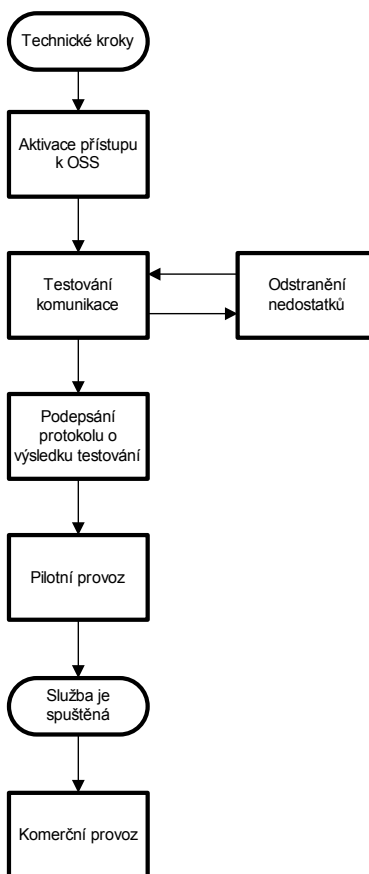 Technické kroky
Aktivace přístupu
k OSS
Testování
komunikace
Odstranění
nedostatků
Podepsání
protokolu o
výsledku testování
Pilotní provoz
Služba je
spuštěná
Komerční provoz